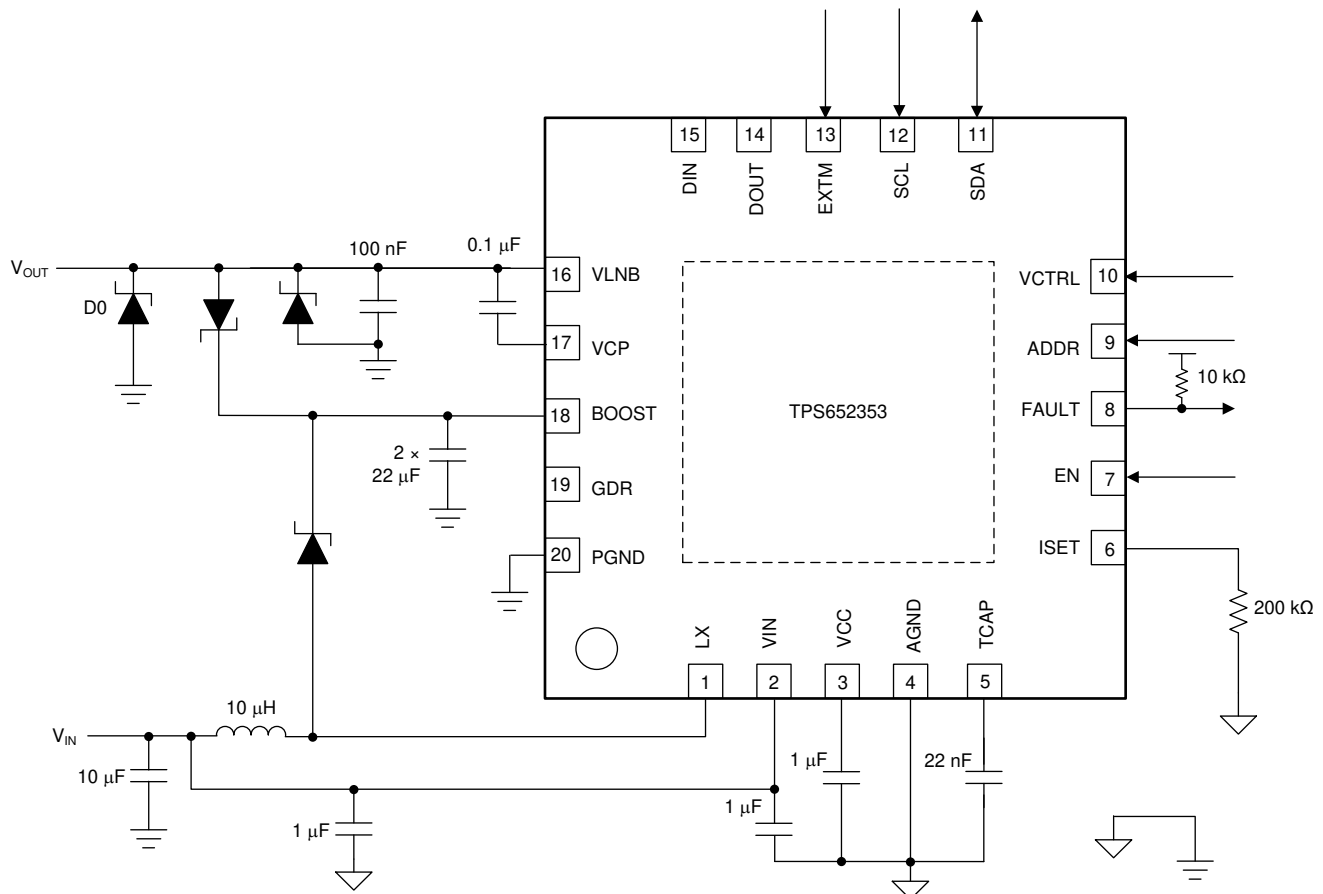 15
14
13
12
11
DIN
DOUT
EXTM
SCL
SDA
100 nF
0.1 μF
VOUT
16
VLNB
VCTRL
10
D0
17
VCP
ADDR
9
10 kΩ
18
BOOST
TPS652353
FAULT
8
2 ×
22 μF
19
GDR
EN
7
20
PGND
ISET
6
200 kΩ
LX
VIN
VCC
AGND
TCAP
1
2
3
4
5
10 μH
VIN
10 μF
1 μF
22 nF
1 μF
1 μF